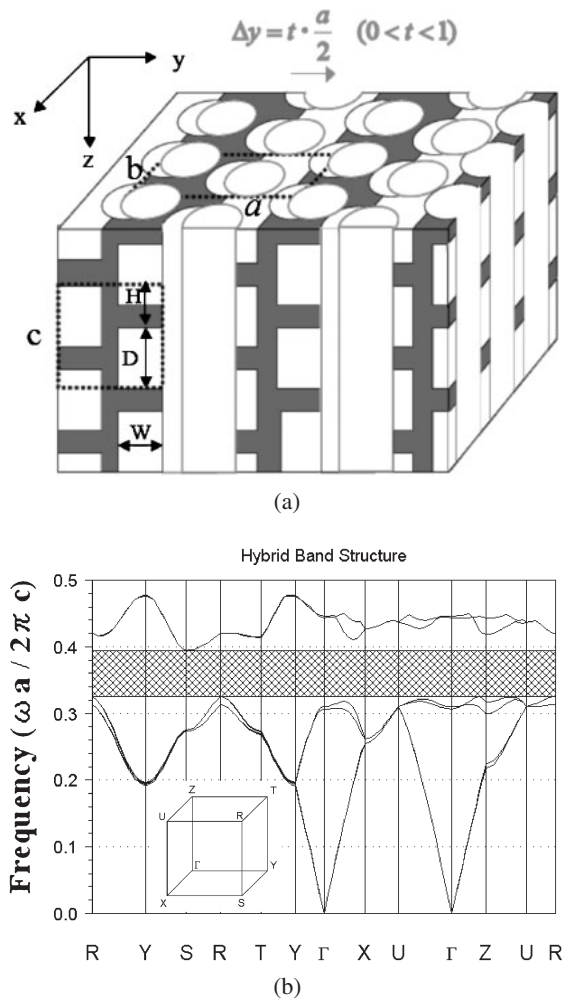 Δy = t · a/2 (0 < t < 1)
y
x
z
b
a
H
c
D
W
(a)
Hybrid Band Structure
Frequency (ω a / 2π c)
0.5
0.4
0.3
0.2
0.1
0.0
Z T
U R
Γ Y
X S
R Y S R T Y Γ X U Γ Z U R
(b)